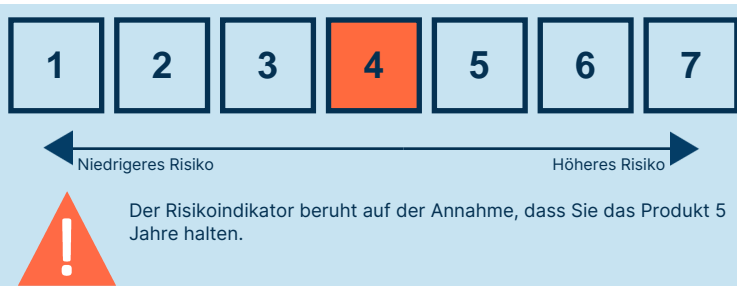 1 2 3 4 5 6 7
Niedrigeres Risiko Höheres Risiko
Der Risikoindikator beruht auf der Annahme, dass Sie das Produkt 5
Jahre halten.
!